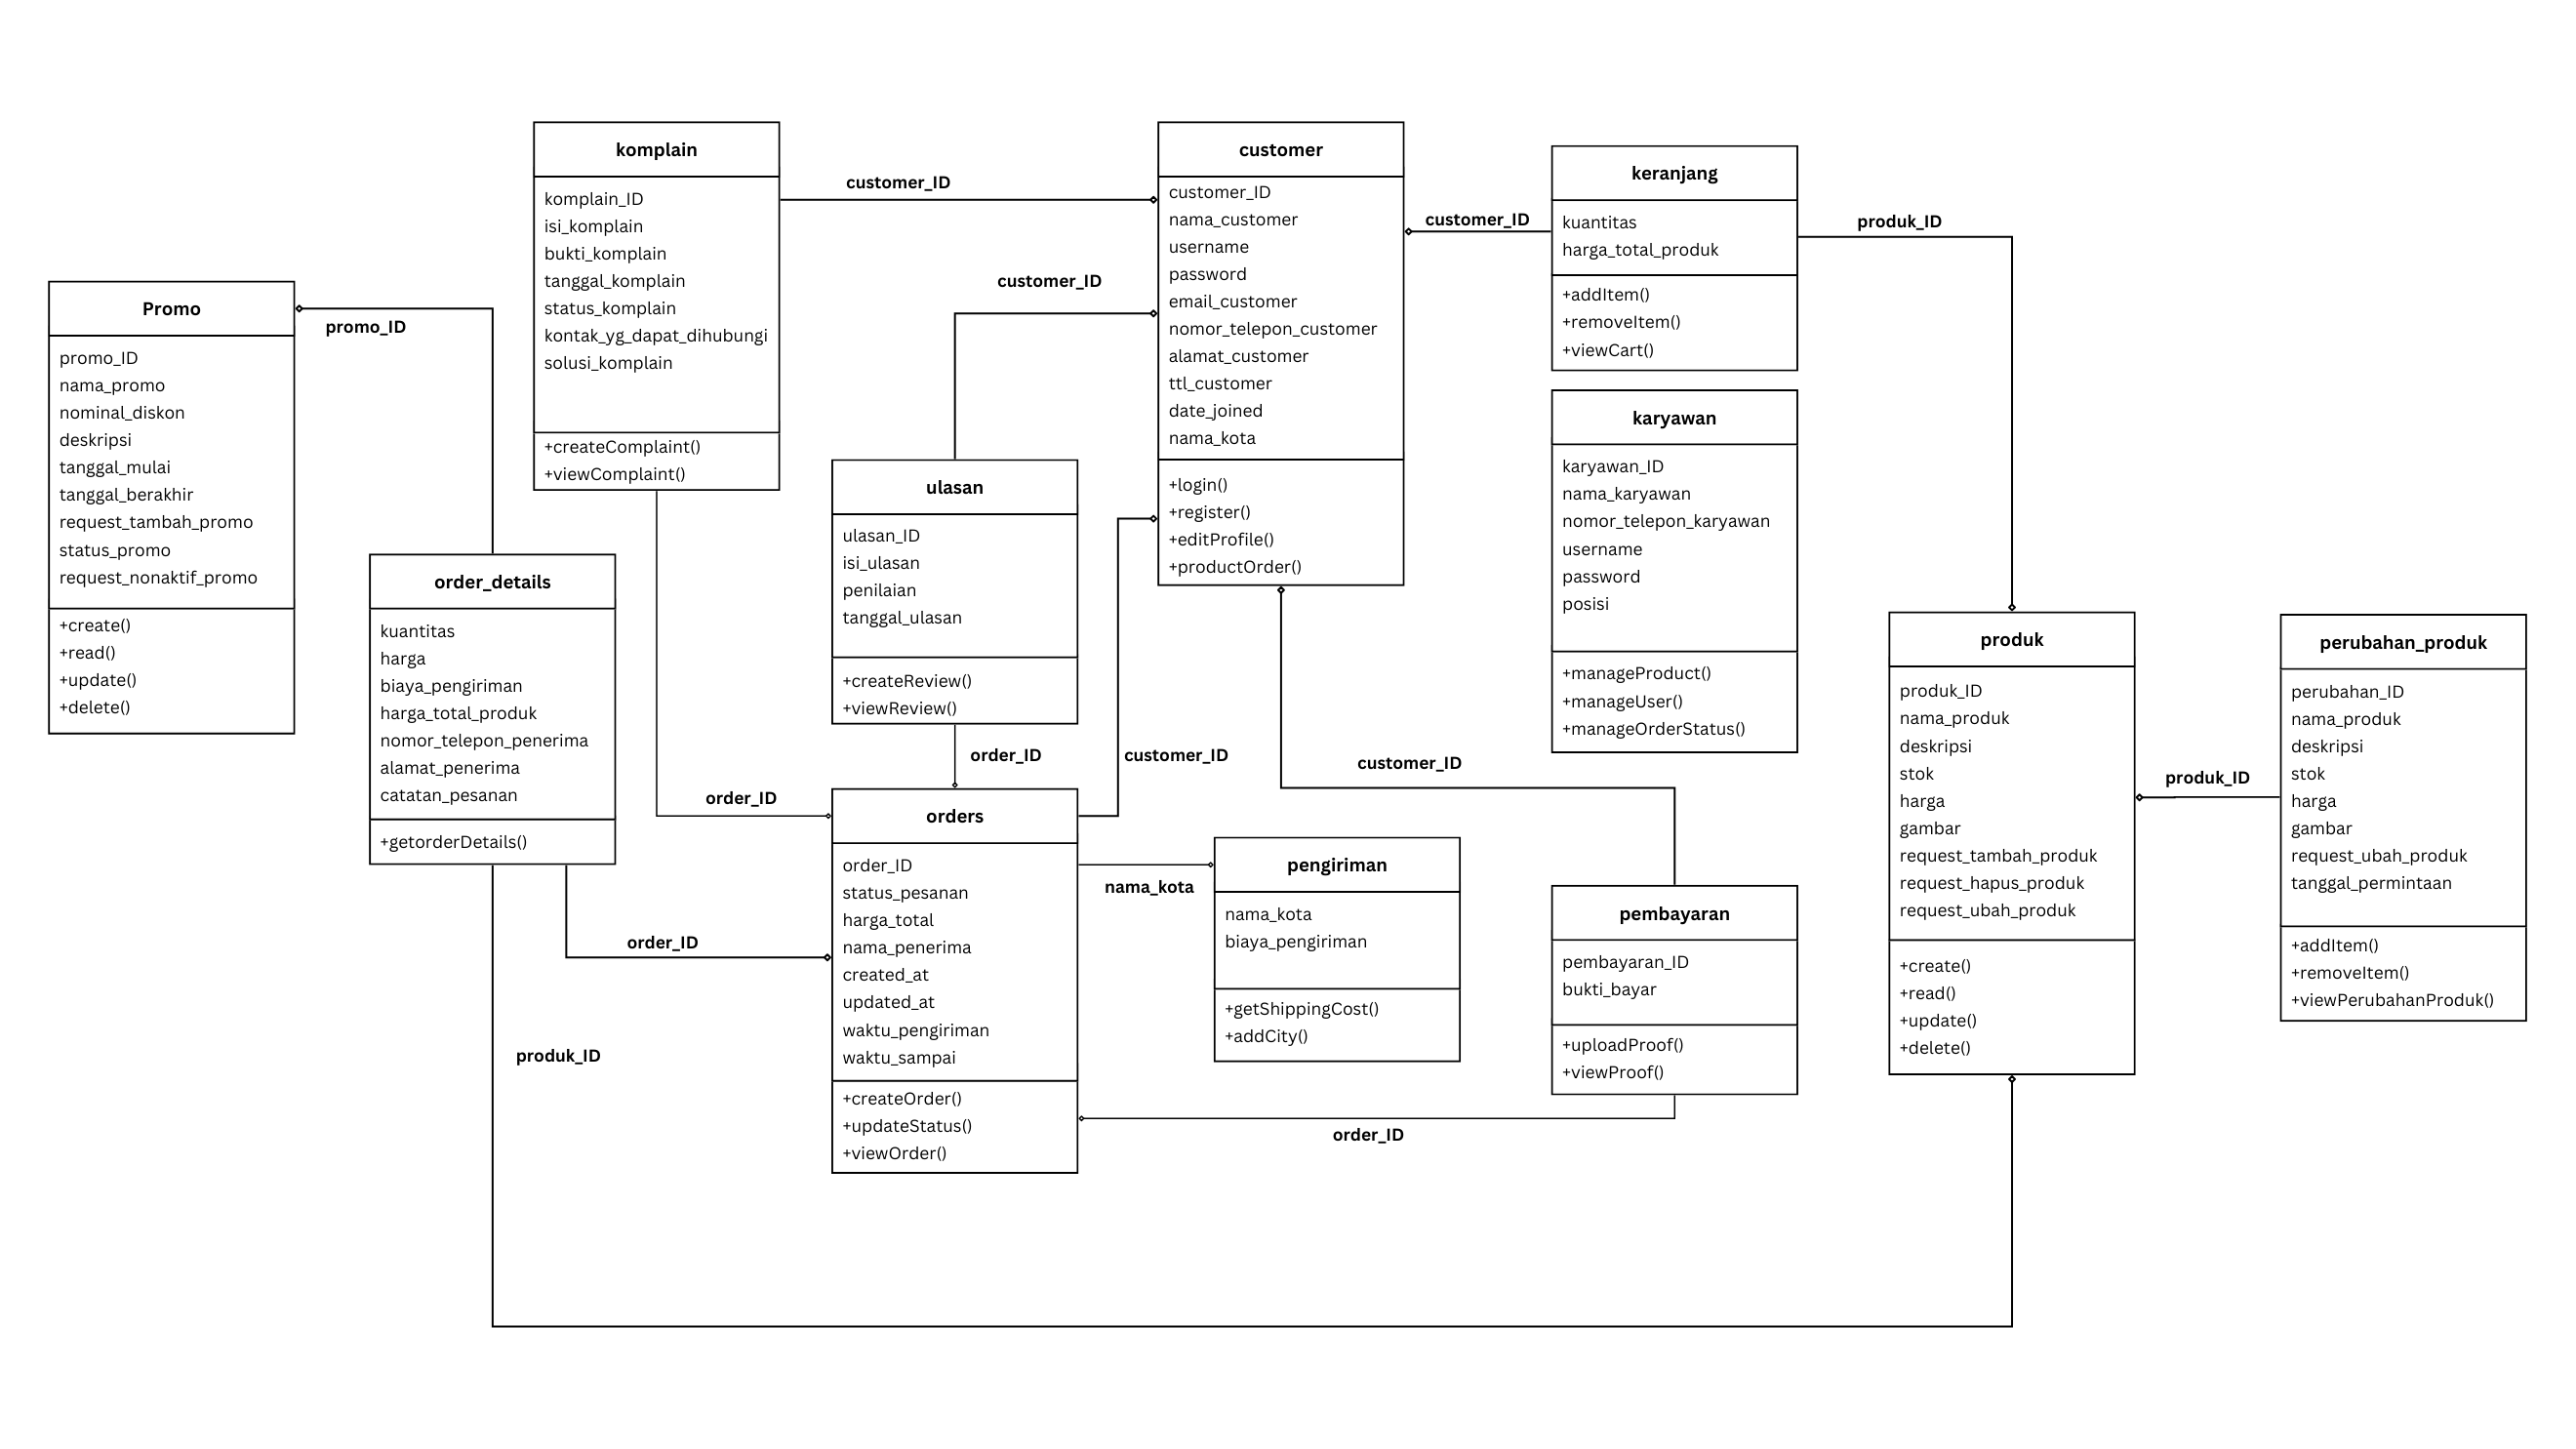 komplain
komplain_ID
isi_komplain
bukti_komplain
tanggal_komplain
status_komplain
kontak_yg_dapat_dihubungi
solusi_komplain
+createComplaint()
+viewComplaint()
customer_ID
customer
customer_ID
nama_customer
username
password
email_customer
nomor_telepon_customer
alamat_customer
ttl_customer
date_joined
nama_kota
+login()
+register()
+editProfile()
+productOrder()
customer_ID
keranjang
kuantitas
harga_total_produk
+addItem()
+removeItem()
+viewCart()
produk_ID
customer_ID
Promo
promo_ID
nama_promo
nominal_diskon
deskripsi
tanggal_mulai
tanggal_berakhir
request_tambah_promo
status_promo
request_nonaktif_promo
+create()
+read()
+update()
+delete()
promo_ID
karyawan
karyawan_ID
nama_karyawan
nomor_telepon_karyawan
username
password
posisi
+manageProduct()
+manageUser()
+manageOrderStatus()
ulasan
ulasan_ID
isi_ulasan
penilaian
tanggal_ulasan
+createReview()
+viewReview()
order_details
kuantitas
harga
biaya_pengiriman
harga_total_produk
nomor_telepon_penerima
alamat_penerima
catatan_pesanan
+getorderDetails()
order_ID
order_ID
customer_ID
customer_ID
produk
produk_ID
nama_produk
deskripsi
stok
harga
gambar
request_tambah_produk
request_hapus_produk
request_ubah_produk
+create()
+read()
+update()
+delete()
produk_ID
perubahan_produk
perubahan_ID
nama_produk
deskripsi
stok
harga
gambar
request_ubah_produk
tanggal_permintaan
+addItem()
+removeItem()
+viewPerubahanProduk()
orders
order_ID
status_pesanan
harga_total
nama_penerima
created_at
updated_at
waktu_pengiriman
waktu_sampai
+createOrder()
+updateStatus()
+viewOrder()
nama_kota
pengiriman
nama_kota
biaya_pengiriman
+getShippingCost()
+addCity()
pembayaran
pembayaran_ID
bukti_bayar
+uploadProof()
+viewProof()
order_ID
produk_ID
order_ID